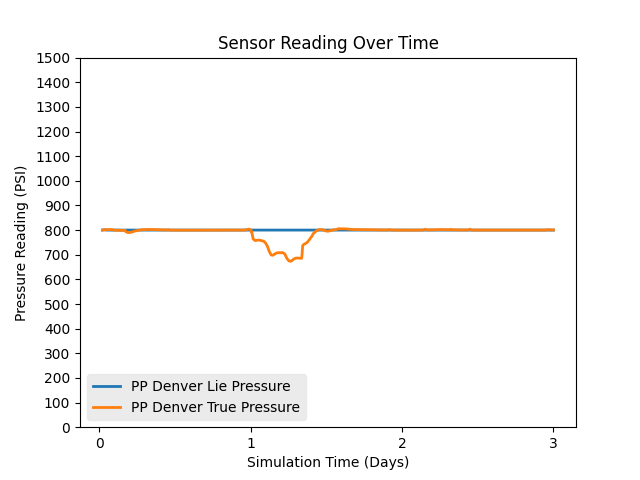 Sensor Reading Over Time
Pressure Reading (PSI)
1500
1400
1300
1200
1100
1000
900
800
700
600
500
400
300
200
100
0
PP Denver Lie Pressure
PP Denver True Pressure
0 1 2 3
Simulation Time (Days)